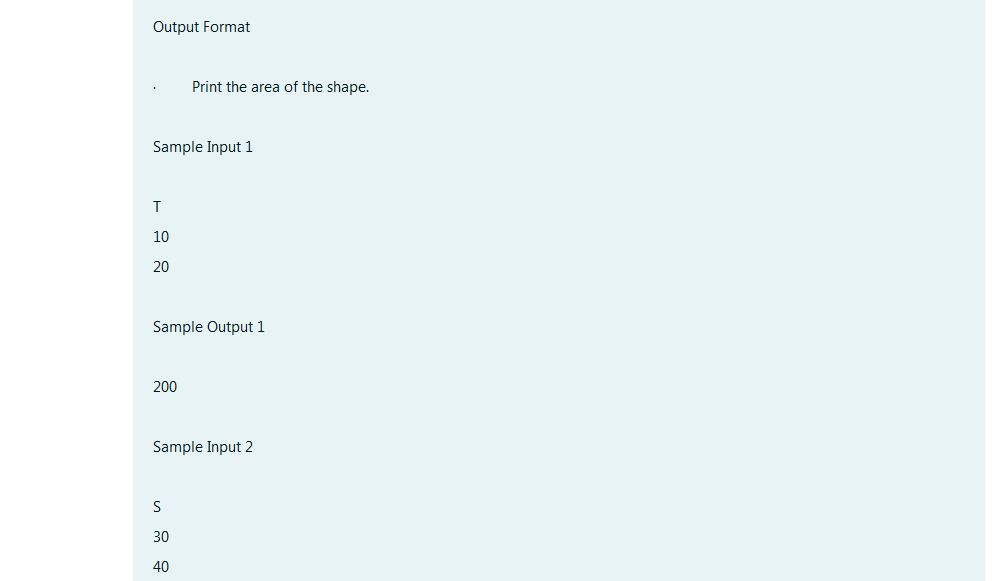 Output Format
· Print the area of the shape.
Sample Input 1
T
10
20
Sample Output 1
200
Sample Input 2
S
30
40